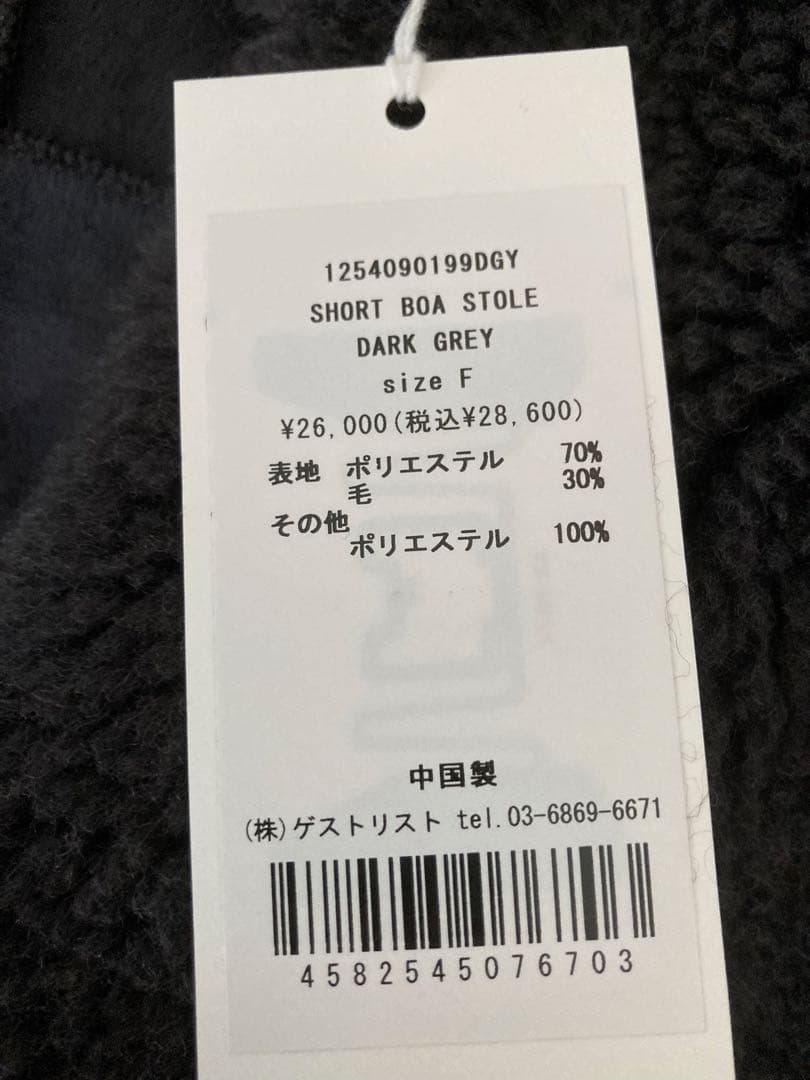 1254090199DGY
SHORT BOA STOLE
DARK GREY
size F
¥26,000(税込¥28,600)
表地 ポリエステル 70%
毛 30%
その他
ポリエステル 100%
中国製
(株)ゲストリスト tel.03-6869-6671
4582545076703